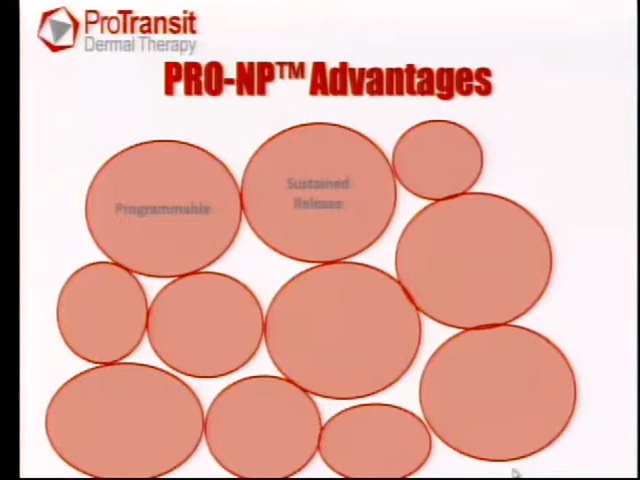 ProTransit
Dermal Therapy
PRO-NP™ Advantages
Programmable
Sustained
Release